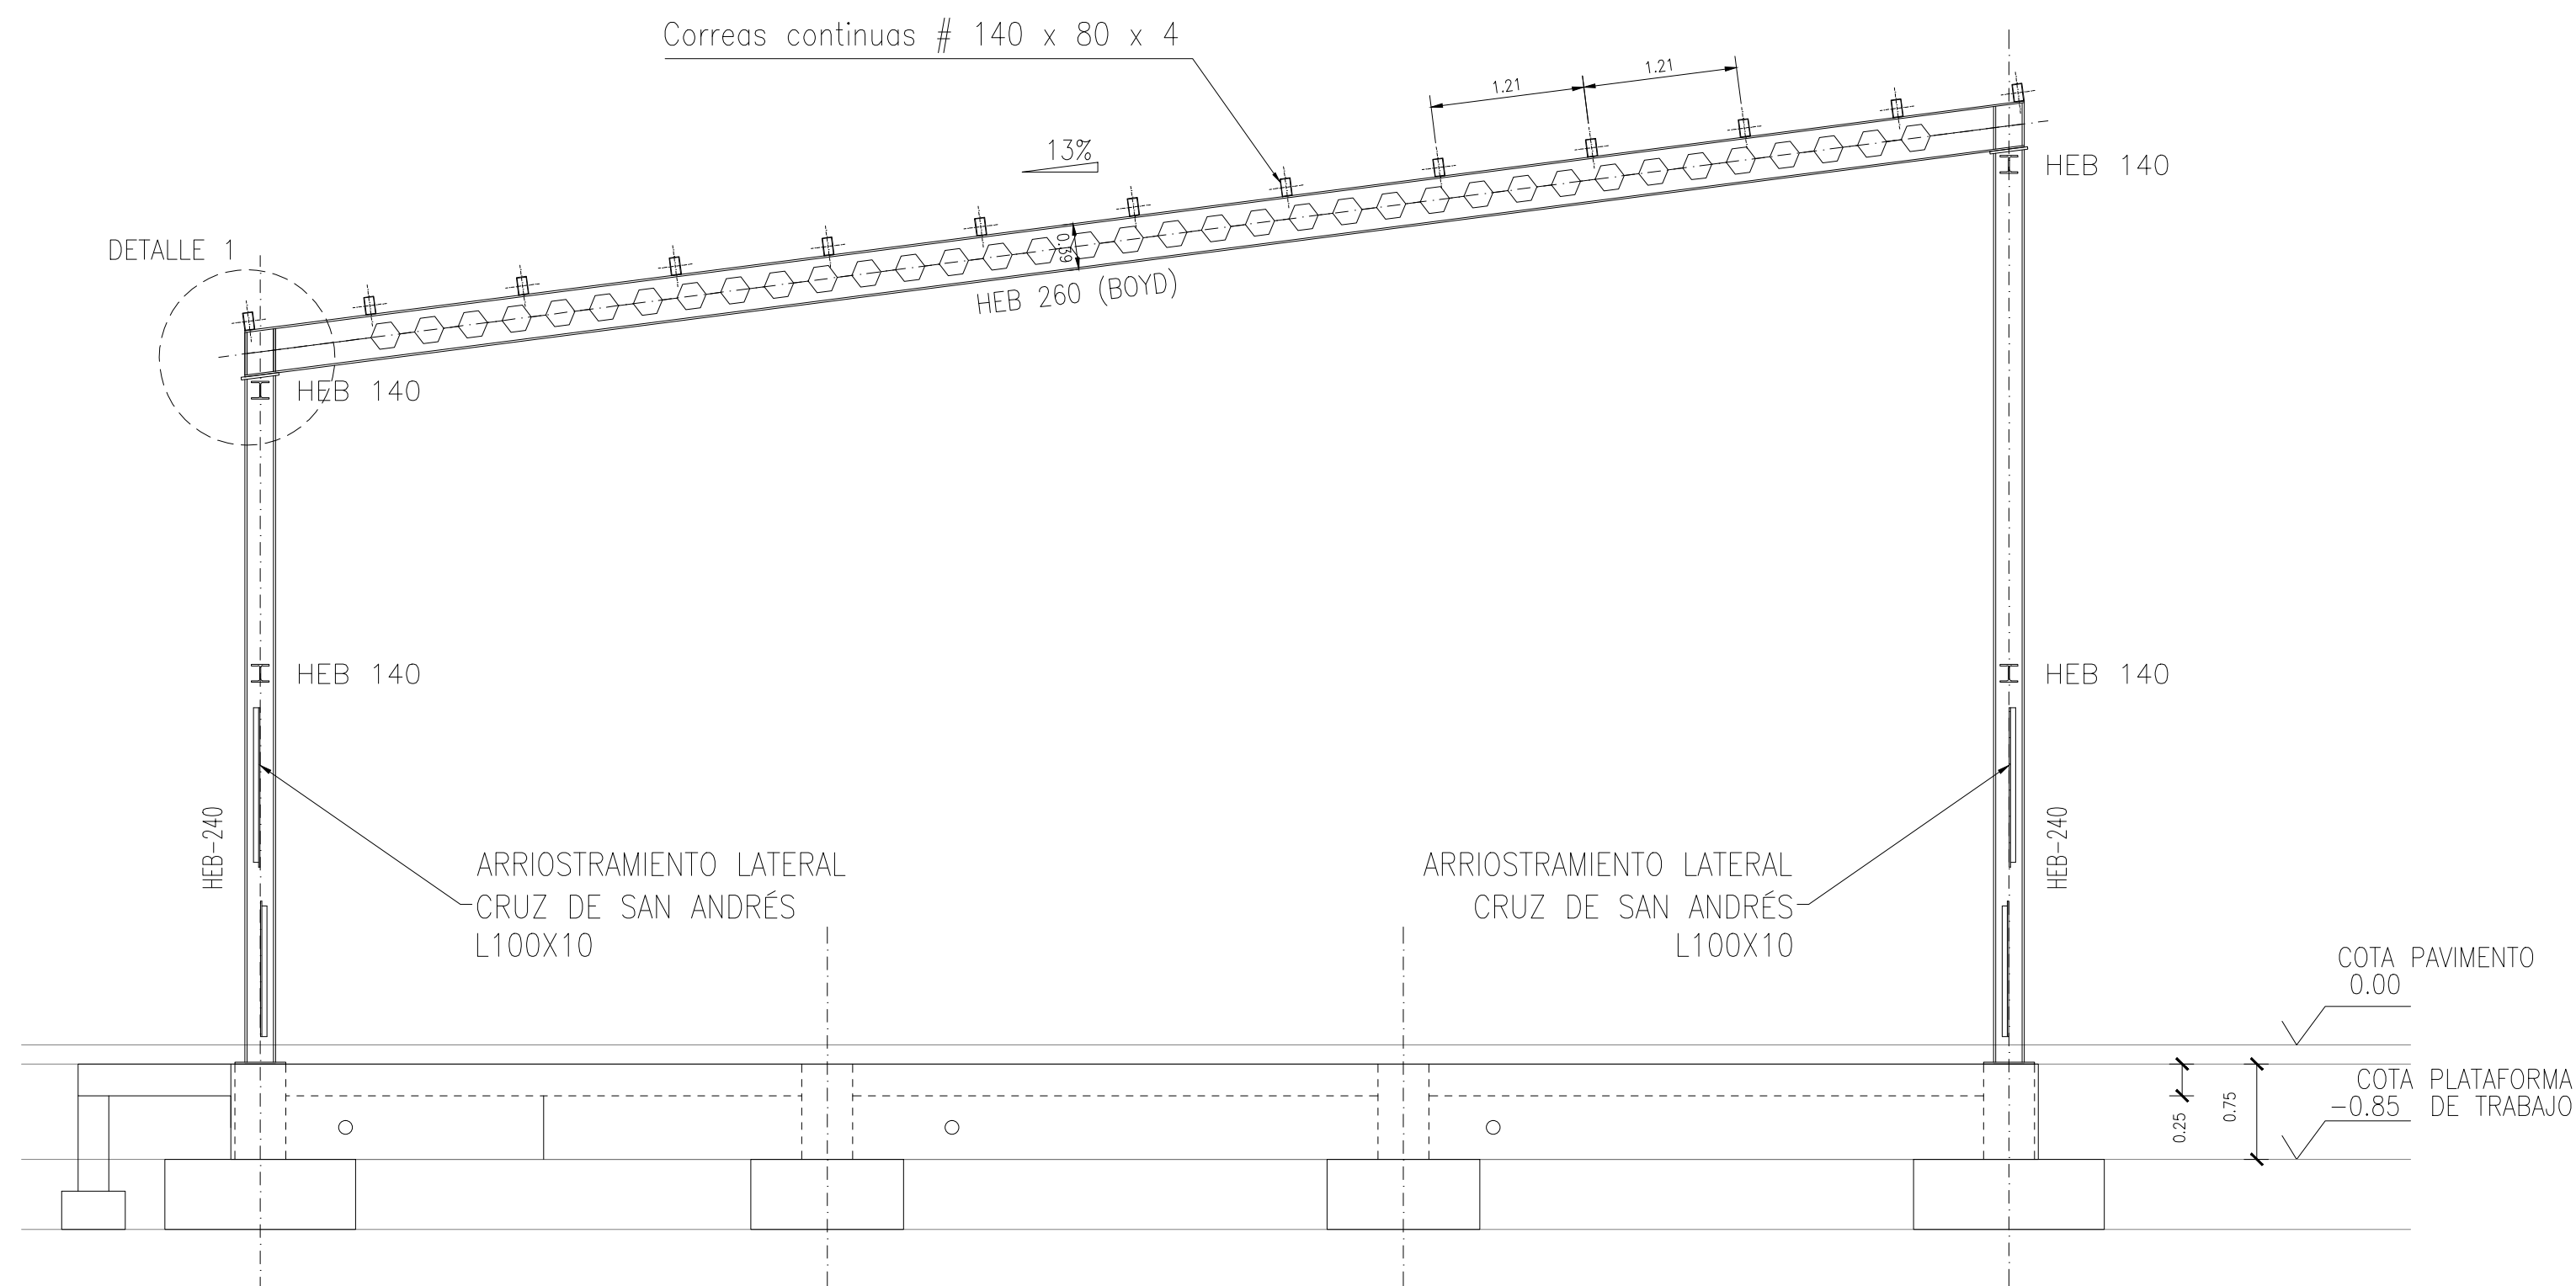 Correas continuas # 140 x 80 x 4
1.21
1.21
13%
HEB 140
DETALLE 1
0.39
HEB 260 (BOYD)
HEB 140
HEB 140
HEB 140
HEB-240
HEB-240
ARRIOSTRAMIENTO LATERAL
CRUZ DE SAN ANDRÉS
L100X10
ARRIOSTRAMIENTO LATERAL
CRUZ DE SAN ANDRÉS
L100X10
COTA PAVIMENTO
0.00
COTA PLATAFORMA
-0.85 DE TRABAJO
0.25
0.75